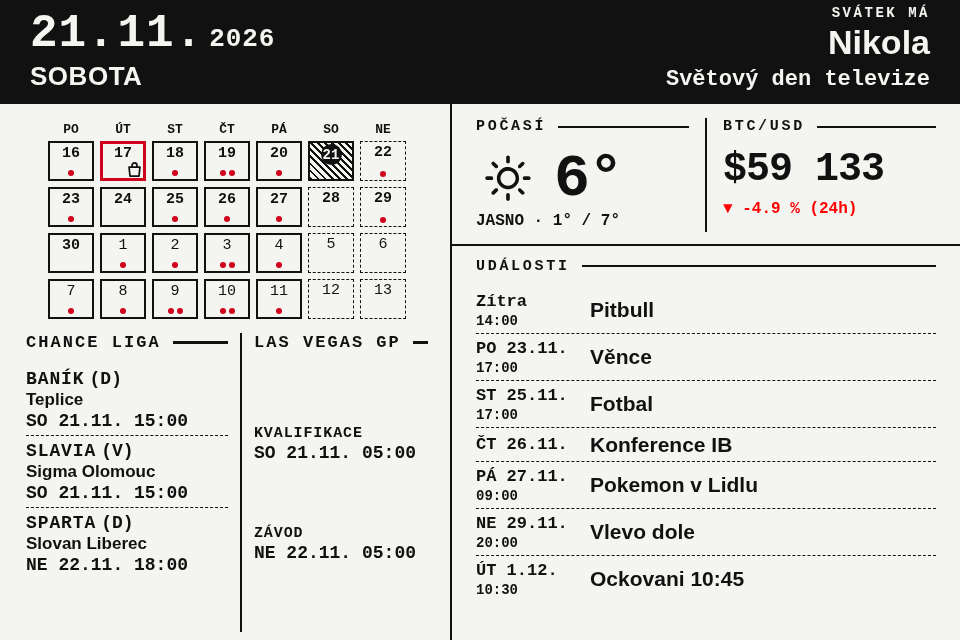 21.11. 2026
SOBOTA
SVÁTEK MÁ
Nikola
Světový den televize
PO ÚT ST ČT PÁ SO NE
16 17 18 19 20 21 22
23 24 25 26 27 28 29
30 1 2 3 4 5 6
7 8 9 10 11 12 13
CHANCE LIGA
BANÍK (D)
Teplice
SO 21.11. 15:00
SLAVIA (V)
Sigma Olomouc
SO 21.11. 15:00
SPARTA (D)
Slovan Liberec
NE 22.11. 18:00
LAS VEGAS GP
KVALIFIKACE
SO 21.11. 05:00
ZÁVOD
NE 22.11. 05:00
POČASÍ
6°
JASNO · 1° / 7°
BTC/USD
$59 133
▼ -4.9 % (24h)
UDÁLOSTI
Zítra
14:00
Pitbull
PO 23.11.
17:00
Věnce
ST 25.11.
17:00
Fotbal
ČT 26.11.
Konference IB
PÁ 27.11.
09:00
Pokemon v Lidlu
NE 29.11.
20:00
Vlevo dole
ÚT 1.12.
10:30
Ockovani 10:45